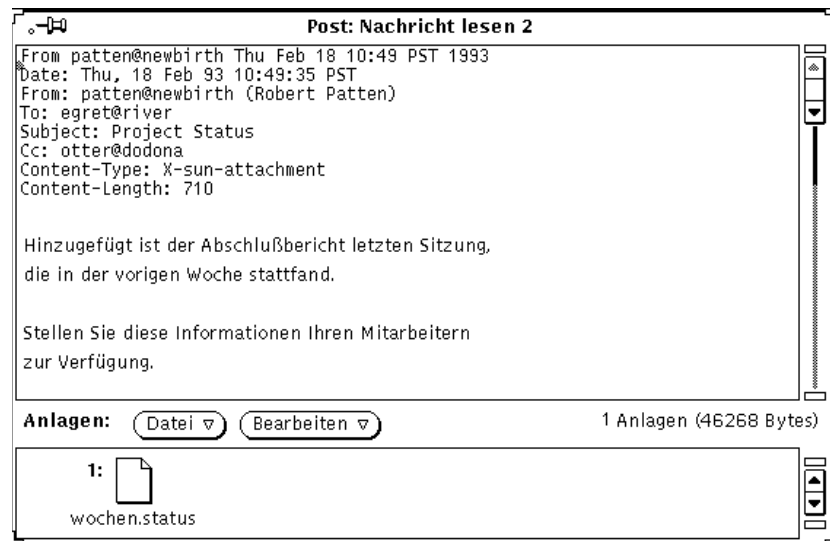 Post: Nachricht lesen 2
From patten@newbirth Thu Feb 18 10:49 PST 1993
Date: Thu, 18 Feb 93 10:49:35 PST
From: patten@newbirth (Robert Patten)
To: egret@river
Subject: Project Status
Cc: otter@dodona
Content-Type: X-sun-attachment
Content-Length: 710
Hinzugefügt ist der Abschlußbericht letzten Sitzung,
die in der vorigen Woche stattfand.
Stellen Sie diese Informationen Ihren Mitarbeitern
zur Verfügung.
Anlagen: Datei Bearbeiten 1 Anlagen (46268 Bytes)
1:
wochen.status